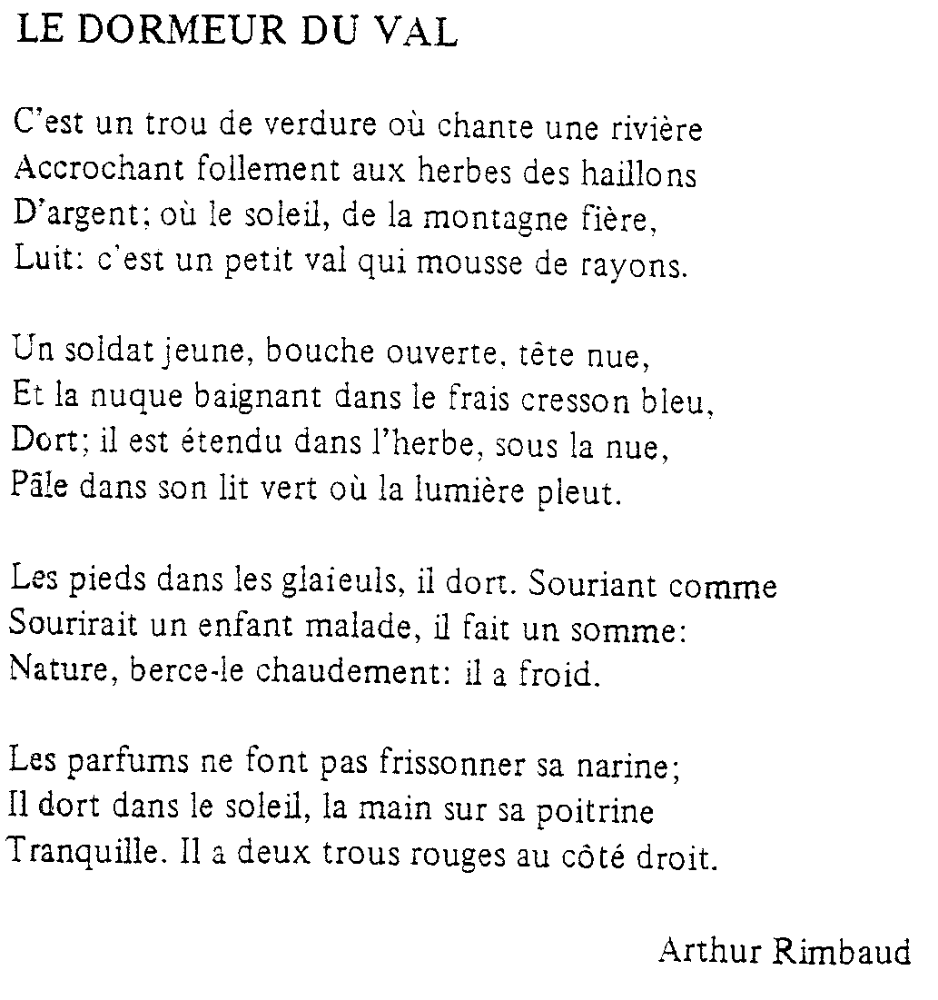 LE DORMEUR DU VAL
C'est un trou de verdure où chante une rivière
Accrochant follement aux herbes des haillons
D'argent; où le soleil, de la montagne fière,
Luit: c'est un petit val qui mousse de rayons.
Un soldat jeune, bouche ouverte, tête nue,
Et la nuque baignant dans le frais cresson bleu,
Dort; il est étendu dans l'herbe, sous la nue,
Pâle dans son lit vert où la lumière pleut.
Les pieds dans les glaïeuls, il dort. Souriant comme
Sourirait un enfant malade, il fait un somme:
Nature, berce-le chaudement: il a froid.
Les parfums ne font pas frissonner sa narine;
Il dort dans le soleil, la main sur sa poitrine
Tranquille. Il a deux trous rouges au côté droit.
Arthur Rimbaud